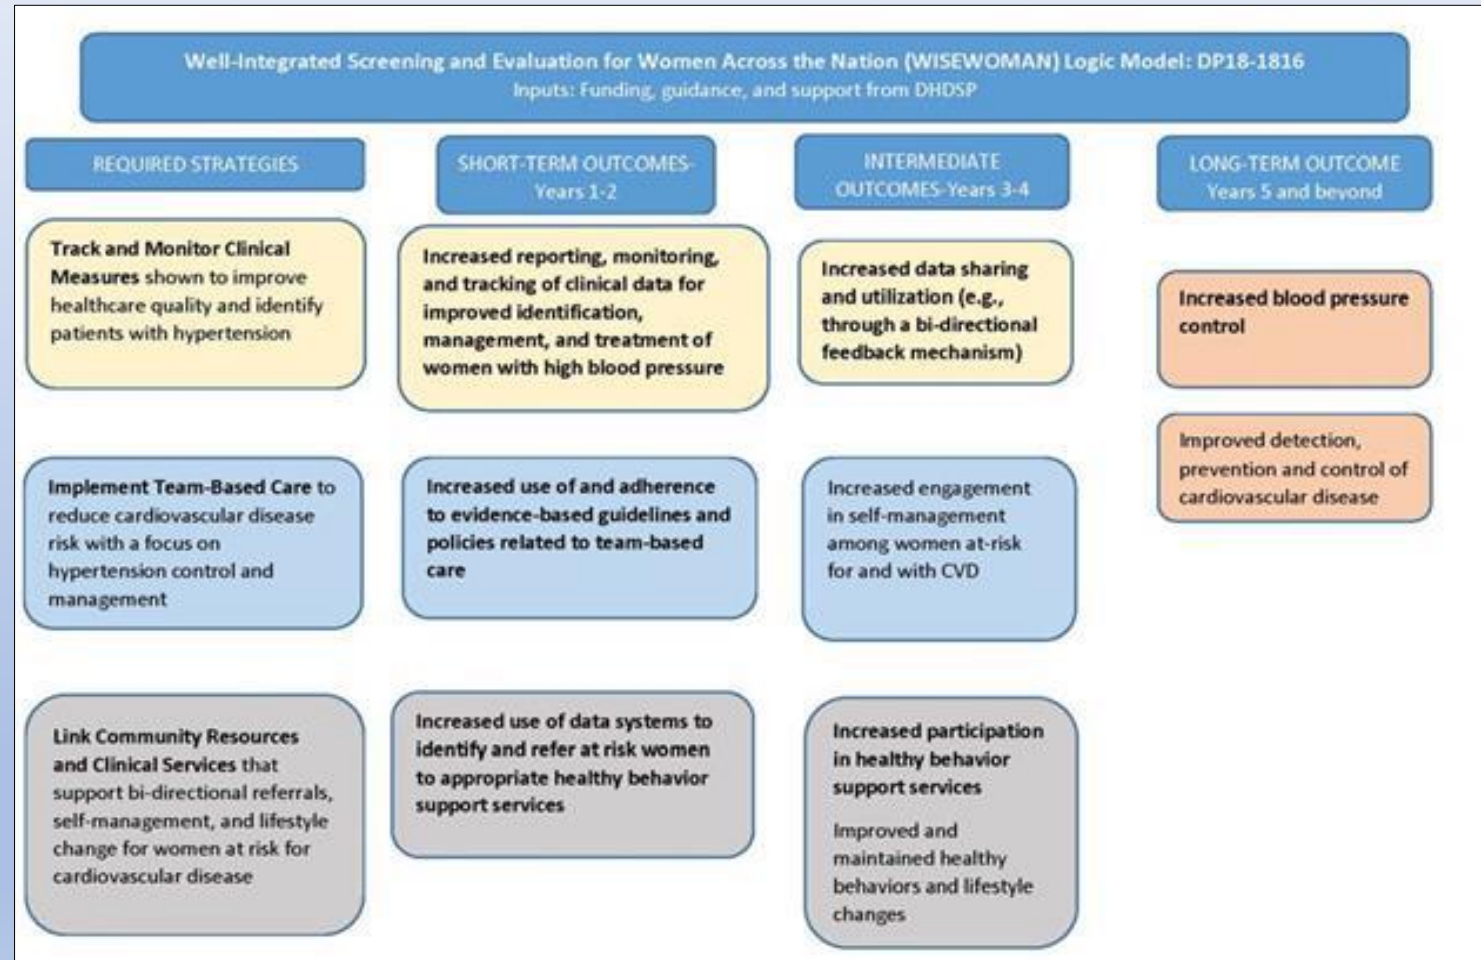 Well-Integrated Screening and Evaluation for Women Across the Nation (WISEWOMAN) Logic Model: DP18-1816
Inputs: Funding, guidance, and support from DHDSP
REQUIRED STRATEGIES
Track and Monitor Clinical
Measures shown to improve
healthcare quality and identify
patients with hypertension
Implement Team-Based Care to
reduce cardiovascular disease
risk with a focus on
hypertension control and
management
Link Community Resources
and Clinical Services that
support bi-directional referrals,
self-management, and lifestyle
change for women at risk for
cardiovascular disease
SHORT-TERM OUTCOMES-
Years 1-2
Increased reporting, monitoring,
and tracking of clinical data for
improved identification,
management, and treatment of
women with high blood pressure
Increased use of and adherence
to evidence-based guidelines and
policies related to team-based
care
Increased use of data systems to
identify and refer at risk women
to appropriate healthy behavior
support services
INTERMEDIATE
OUTCOMES-Years 3-4
Increased data sharing
and utilization (e.g.,
through a bi-directional
feedback mechanism)
Increased engagement
in self-management
among women at-risk
for and with CVD
Increased participation
in healthy behavior
support services
Improved and
maintained healthy
behaviors and lifestyle
changes
LONG-TERM OUTCOME
Years 5 and beyond
Increased blood pressure
control
Improved detection,
prevention and control of
cardiovascular disease